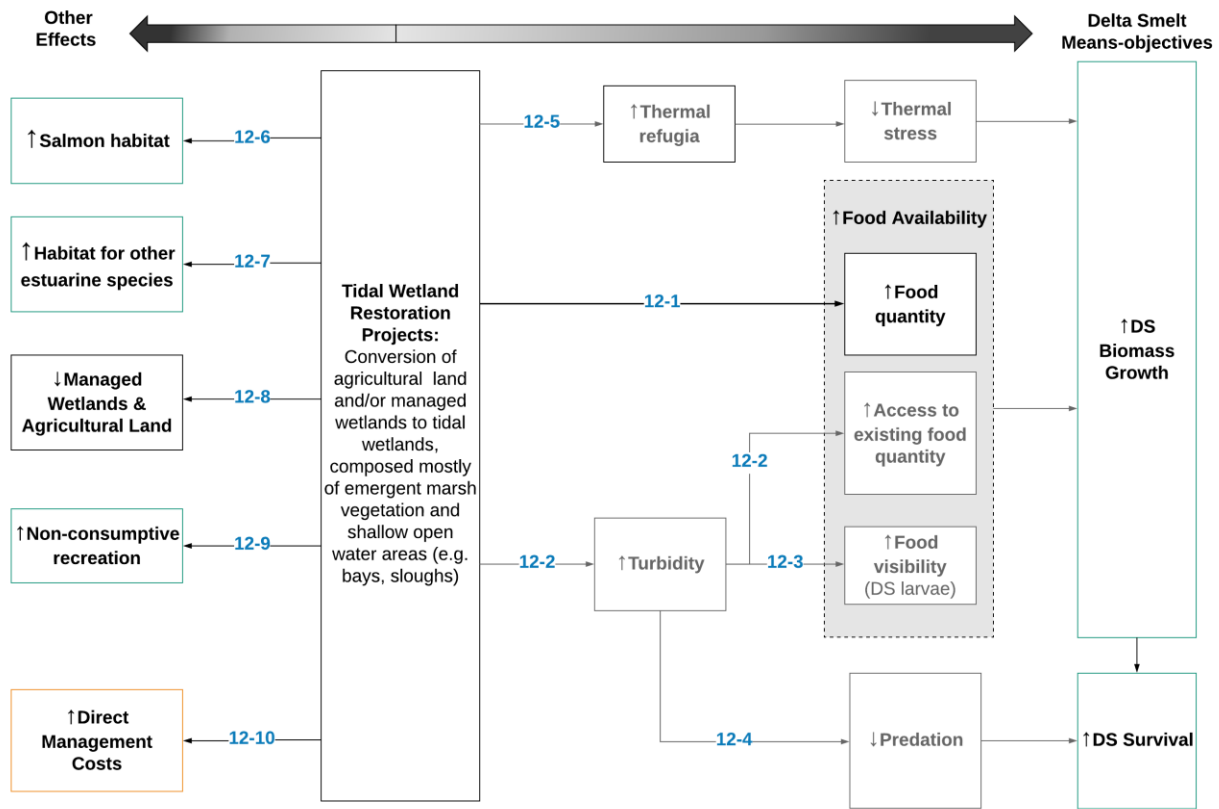 Other
Effects
Delta Smelt
Means-objectives
↑Salmon habitat
12-6
↑Habitat for other
estuarine species
12-7
↓Managed
Wetlands &
Agricultural Land
12-8
↑Non-consumptive
recreation
12-9
↑Direct
Management
Costs
12-10
Tidal Wetland
Restoration
Projects:
Conversion of
agricultural land
and/or managed
wetlands to tidal
wetlands,
composed mostly
of emergent marsh
vegetation and
shallow open
water areas (e.g.
bays, sloughs)
12-5
↑Thermal
refugia
↓Thermal
stress
12-1
↑Food Availability
↑Food
quantity
12-2
↑Turbidity
12-2
↑Access to
existing food
quantity
12-3
↑Food
visibility
(DS larvae)
12-4
↓Predation
↑DS
Biomass
Growth
↑DS Survival